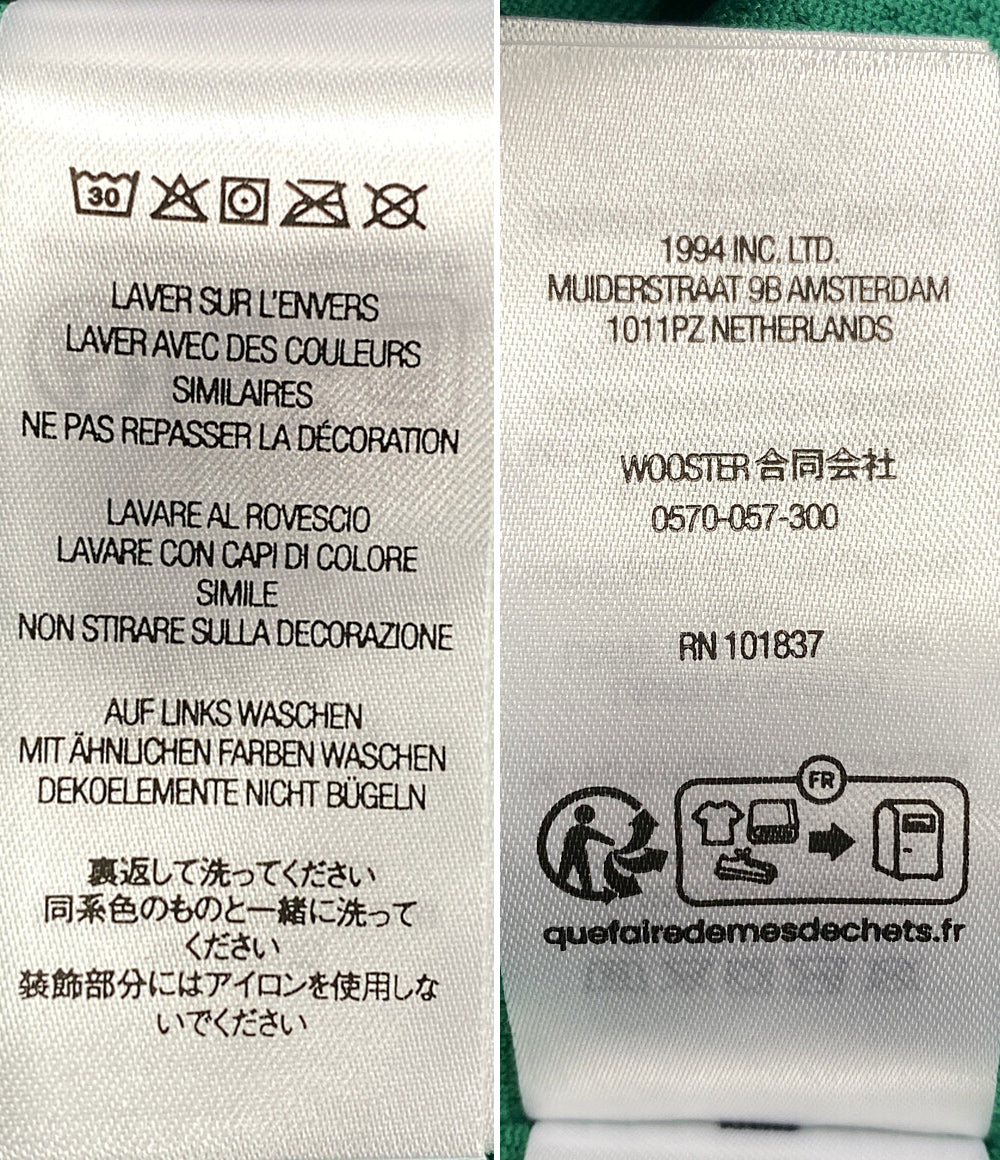 30
LAVER SUR L'ENVERS
LAVER AVEC DES COULEURS
SIMILAIRES
NE PAS REPASSER LA DÉCORATION
LAVARE AL ROVESCIO
LAVARE CON CAPI DI COLORE
SIMILE
NON STIRARE SULLA DECORAZIONE
AUF LINKS WASCHEN
MIT ÄHNLICHEN FARBEN WASCHEN
DEKOELEMENTE NICHT BÜGELN
裏返して洗ってください
同系色のものと一緒に洗って
ください
装飾部分にはアイロンを使用しな
いでください
1994 INC. LTD.
MUIDERSTRAAT 9B AMSTERDAM
1011PZ NETHERLANDS
WOOSTER 合同会社
0570-057-300
RN 101837
FR
quefairedemesdechets.fr